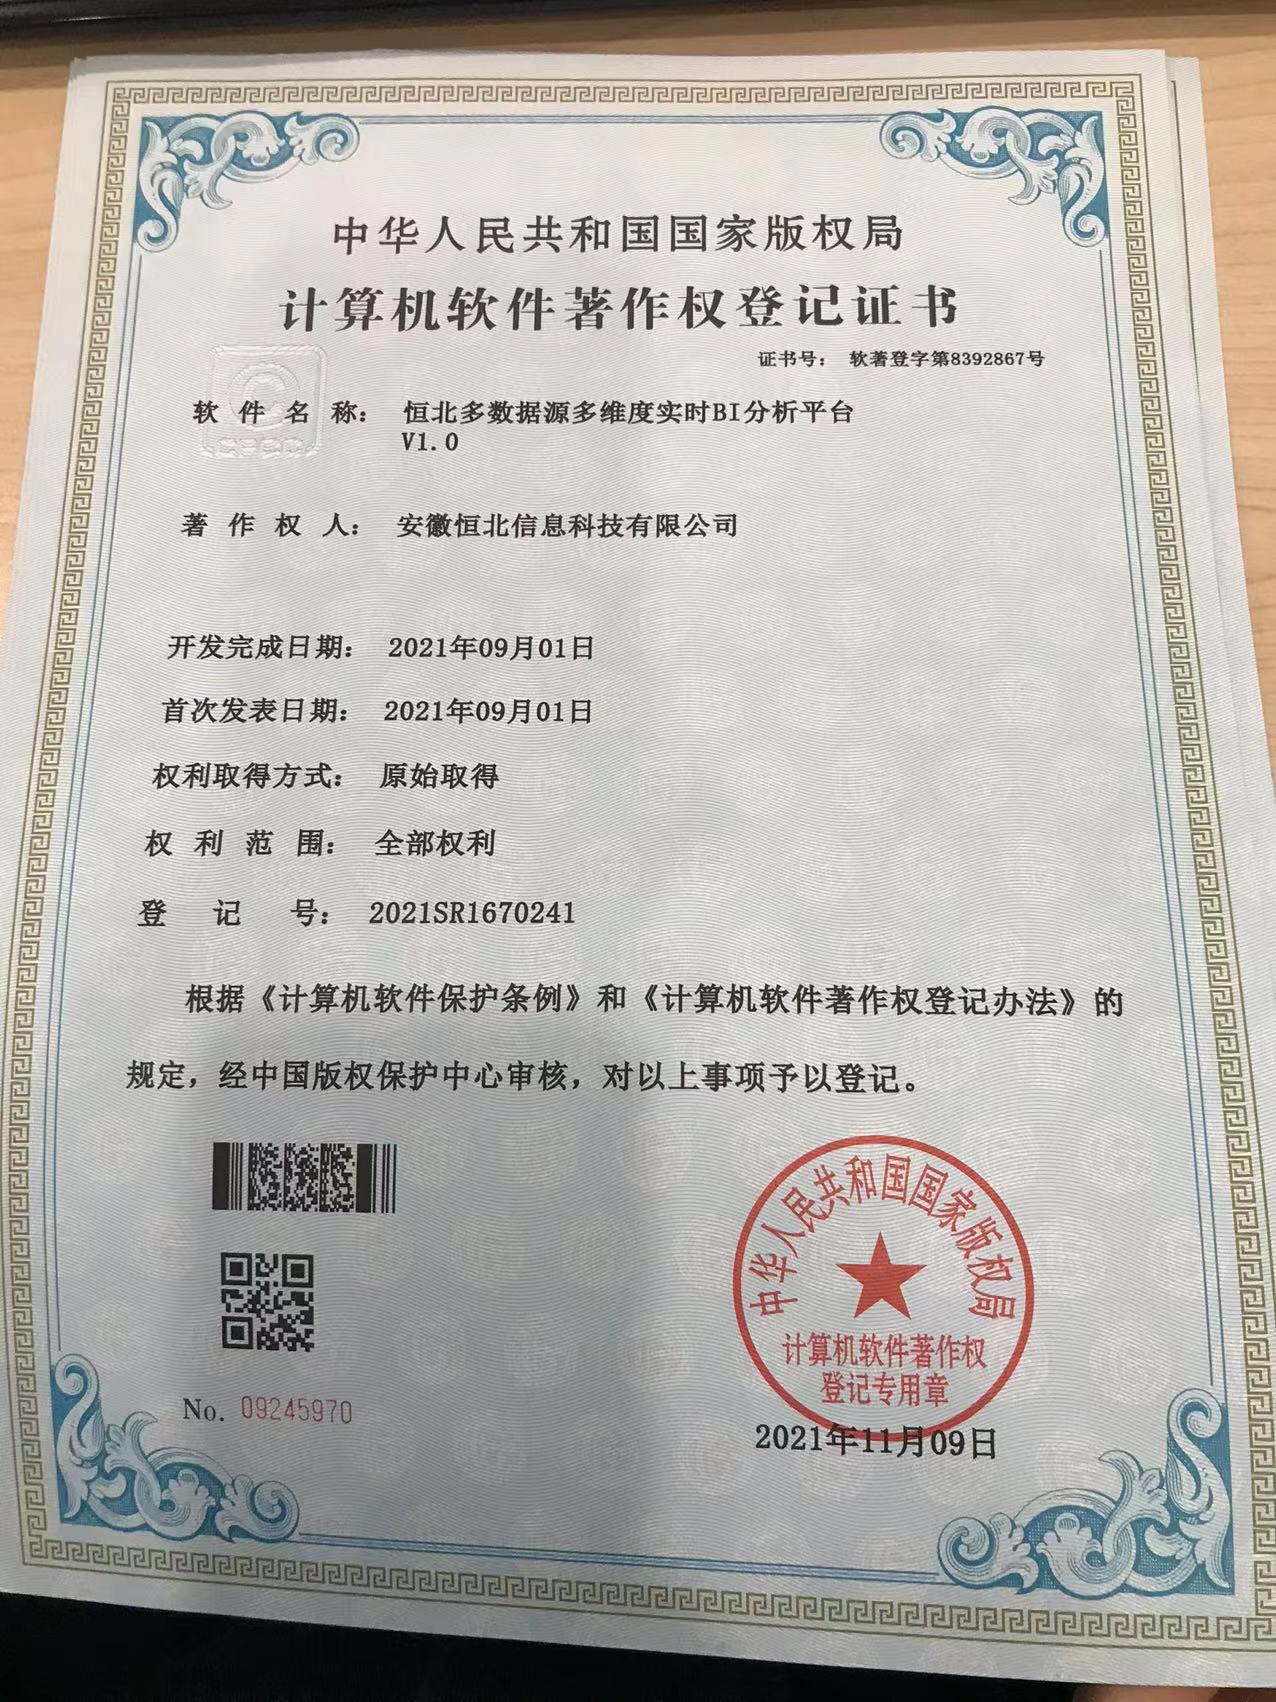 中华人民共和国国家版权局
计算机软件著作权登记证书
证书号： 软著登字第8392867号
软件名称： 恒北多数据源多维度实时BI分析平台
V1.0
著作权人： 安徽恒北信息科技有限公司
开发完成日期： 2021年09月01日
首次发表日期： 2021年09月01日
权利取得方式： 原始取得
权利范围： 全部权利
登记号： 2021SR1670241
根据《计算机软件保护条例》和《计算机软件著作权登记办法》的
规定，经中国版权保护中心审核，对以上事项予以登记。
中华人民共和国国家版权局
计算机软件著作权
登记专用章
No. 09245970
2021年11月09日